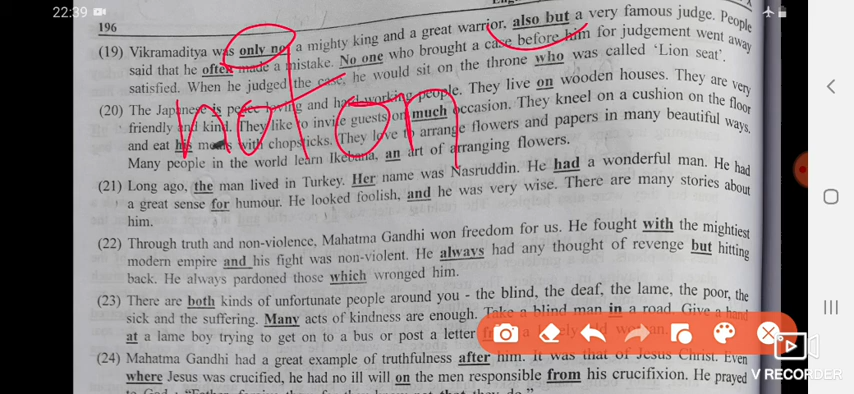 22:39
196
(19) Vikramaditya was only not a mighty king and a great warrior, also but a very famous judge. People
said that he often made a mistake. No one who brought a case before him for judgement went away
satisfied. When he judged the case, he would sit on the throne who was called 'Lion seat'.
(20) The Japanese is peace loving and hard working people. They live on wooden houses. They are very
friendly and kind. They like to invite guests on much occasion. They kneel on a cushion on the floor
and eat his meals with chopsticks. They love to arrange flowers and papers in many beautiful ways.
Many people in the world learn Ikebana, an art of arranging flowers.
(21) Long ago, the man lived in Turkey. Her name was Nasruddin. He had a wonderful man. He had
a great sense for humour. He looked foolish, and he was very wise. There are many stories about
him.
(22) Through truth and non-violence, Mahatma Gandhi won freedom for us. He fought with the mightiest
modern empire and his fight was non-violent. He always had any thought of revenge but hitting
back. He always pardoned those which wronged him.
(23) There are both kinds of unfortunate people around you - the blind, the deaf, the lame, the poor, the
sick and the suffering. Many acts of kindness are enough. Take a blind man in a road. Give a hand
at a lame boy trying to get on to a bus or post a letter
(24) Mahatma Gandhi had a great example of truthfulness after him. It was that of Jesus Christ. Even
where Jesus was crucified, he had no ill will on the men responsible from his crucifixion. He prayed
not on
V RECORDER